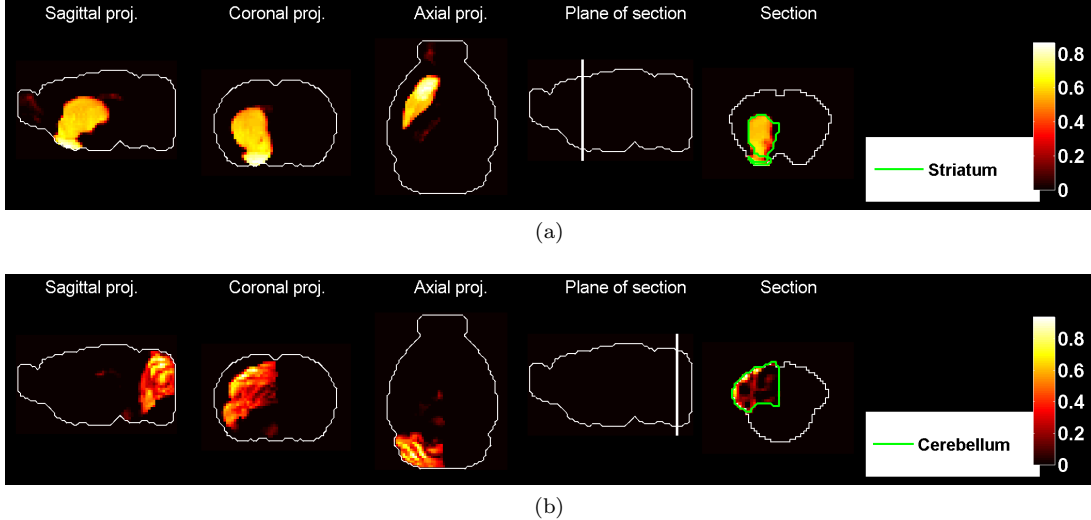 Sagittal proj. Coronal proj. Axial proj. Plane of section Section
0.8
0.6
0.4
0.2
0
Striatum
(a)
Sagittal proj. Coronal proj. Axial proj. Plane of section Section
0.8
0.6
0.4
0.2
0
Cerebellum
(b)